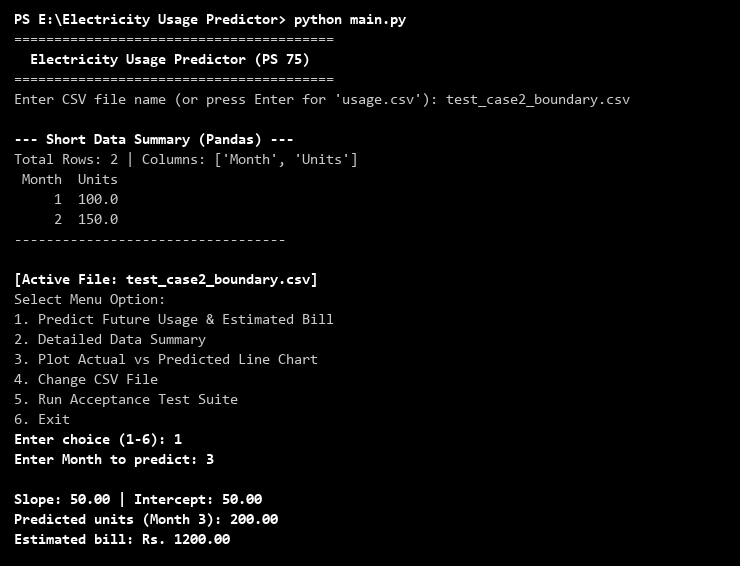 PS E:\Electricity Usage Predictor> python main.py
========================================
  Electricity Usage Predictor (PS 75)
========================================
Enter CSV file name (or press Enter for 'usage.csv'): test_case2_boundary.csv

--- Short Data Summary (Pandas) ---
Total Rows: 2 | Columns: ['Month', 'Units']
 Month  Units
     1  100.0
     2  150.0
----------------------------------

[Active File: test_case2_boundary.csv]
Select Menu Option:
1. Predict Future Usage & Estimated Bill
2. Detailed Data Summary
3. Plot Actual vs Predicted Line Chart
4. Change CSV File
5. Run Acceptance Test Suite
6. Exit
Enter choice (1-6): 1
Enter Month to predict: 3

Slope: 50.00 | Intercept: 50.00
Predicted units (Month 3): 200.00
Estimated bill: Rs. 1200.00